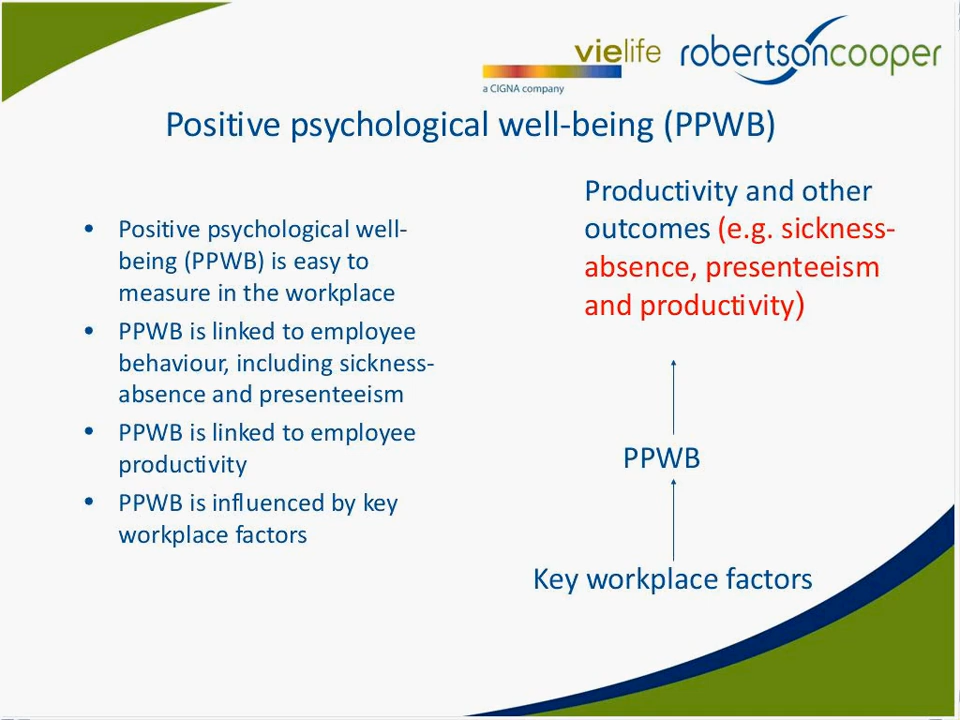 vielife
a CIGNA company
robertsoncooper
Positive psychological well-being (PPWB)
• Positive psychological well-
being (PPWB) is easy to
measure in the workplace
• PPWB is linked to employee
behaviour, including sickness-
absence and presenteeism
• PPWB is linked to employee
productivity
• PPWB is influenced by key
workplace factors
Productivity and other
outcomes (e.g. sickness-
absence, presenteeism
and productivity)
PPWB
Key workplace factors